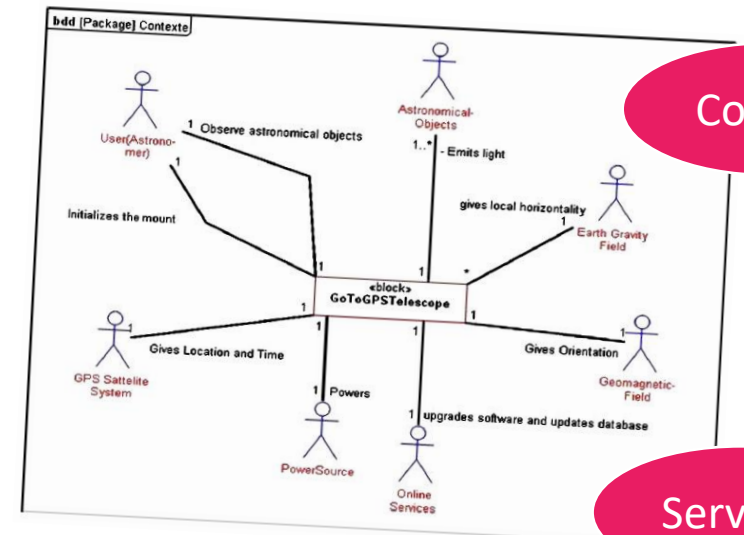 bdd [Package] Contexte
Astronomical-
Objects
User(Astrono-
mer)
1 Observe astronomical objects
1
1..* - Emits light
gives local horizontality
1
Earth Gravity
Field
Initializes the mount
1
1
*
«block»
GoToGPSTelescope
1
1
1
1
1
Gives Location and Time
GPS Sattelite
System
Gives Orientation
1
Geomagnetic-
Field
1 Powers
PowerSource
1 upgrades software and updates database
Online
Services
Co
Serv